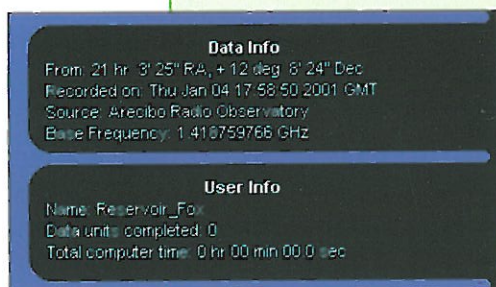 Data Info
From: 21 hr 3' 25" RA, + 12 deg 8' 24" Dec
Recorded on: Thu Jan 04 17:58:50 2001 GMT
Source: Arecibo Radio Observatory
Base Frequency: 1.418759766 GHz
User Info
Name: Reservoir_Fox
Data units completed: 0
Total computer time: 0 hr 00 min 00.0 sec